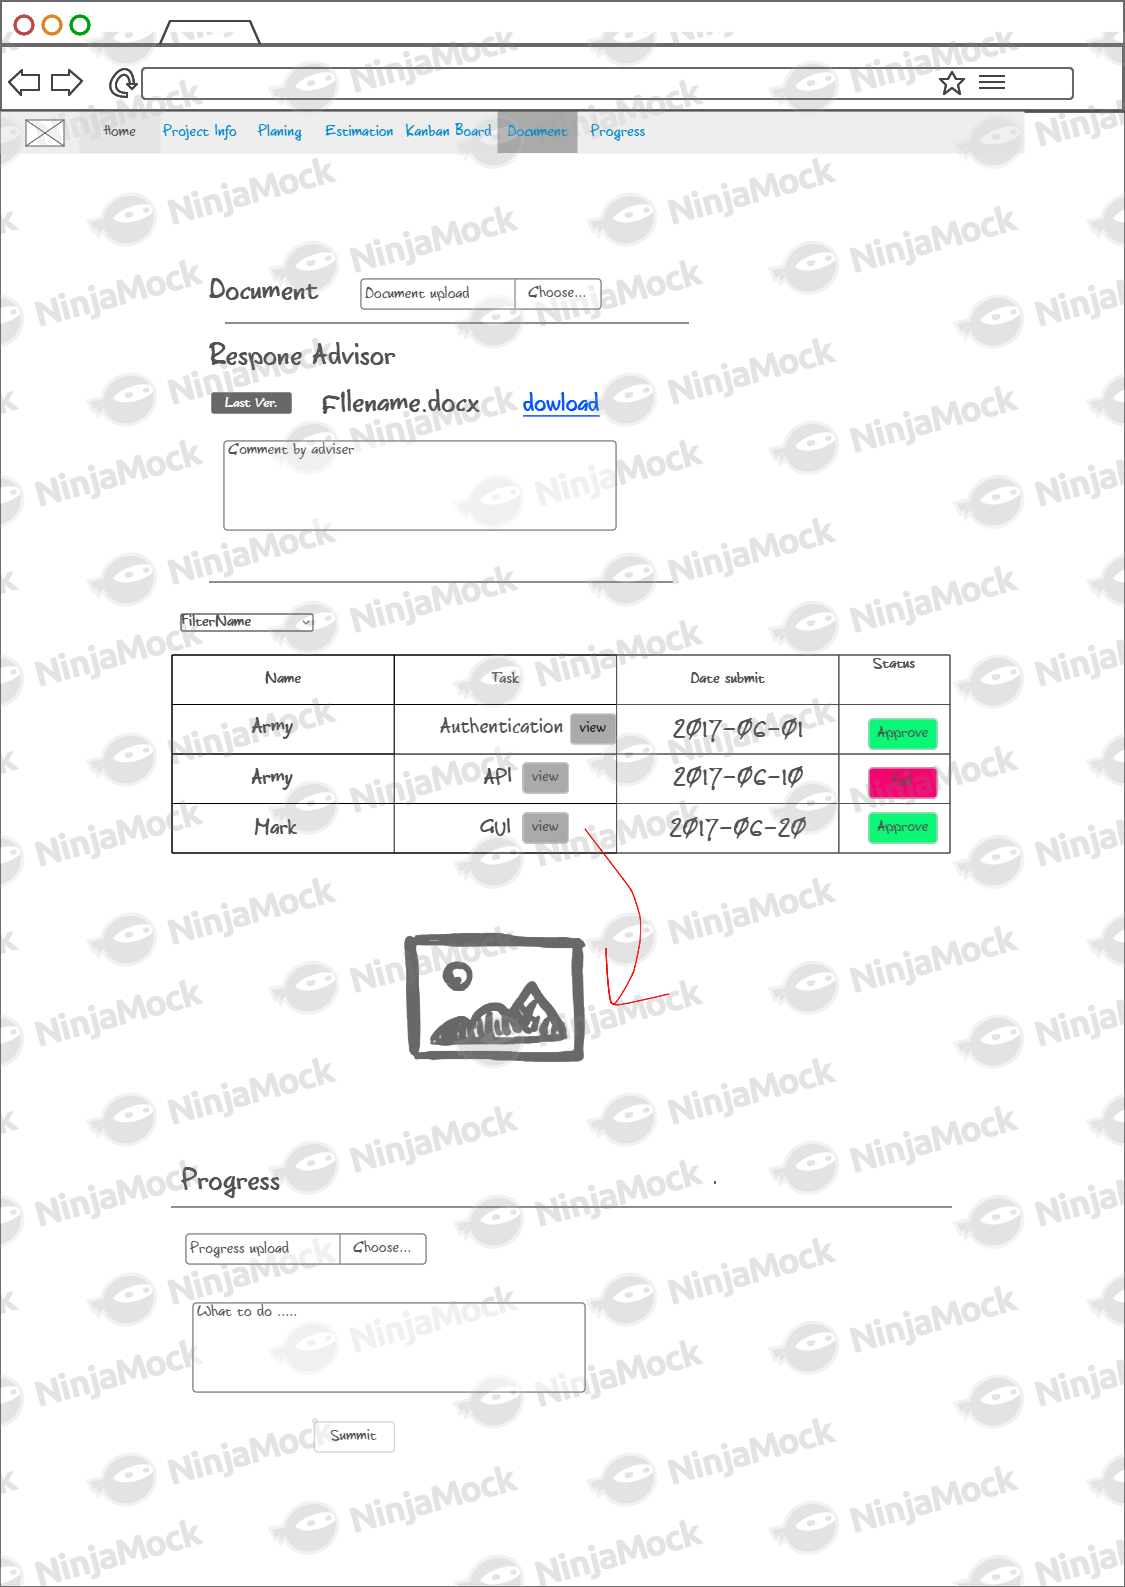 Home Project Info Planing Estimation Kanban Board Document Progress
Document Document upload Choose...
Respone Advisor
Last Ver. FIlename.docx dowload
Comment by adviser
FilterName
Name Task Date submit Status
Army Authentication view 2017-06-01 Approve
Army API view 2017-06-10 Fail
Mark GUI view 2017-06-20 Approve
Progress
Progress upload Choose...
What to do .....
Summit
NinjaMock